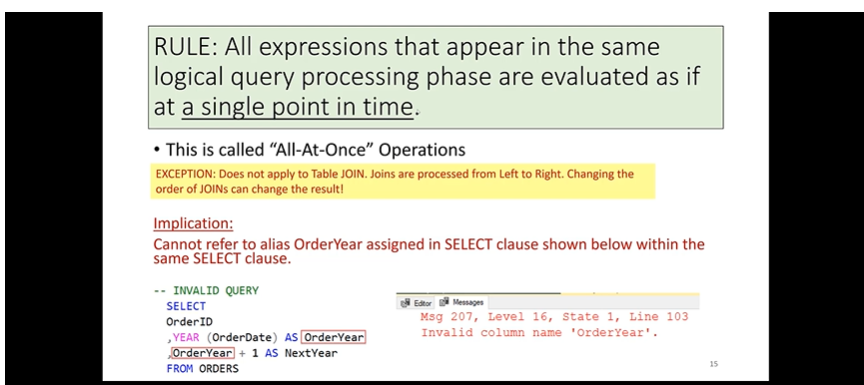 RULE: All expressions that appear in the same
logical query processing phase are evaluated as if
at a single point in time.
• This is called “All-At-Once” Operations
EXCEPTION: Does not apply to Table JOIN. Joins are processed from Left to Right. Changing the
order of JOINs can change the result!
Implication:
Cannot refer to alias OrderYear assigned in SELECT clause shown below within the
same SELECT clause.
-- INVALID QUERY
SELECT
OrderID
,YEAR (OrderDate) AS OrderYear
,OrderYear + 1 AS NextYear
FROM ORDERS
Editor Messages
Msg 207, Level 16, State 1, Line 103
Invalid column name 'OrderYear'.
15